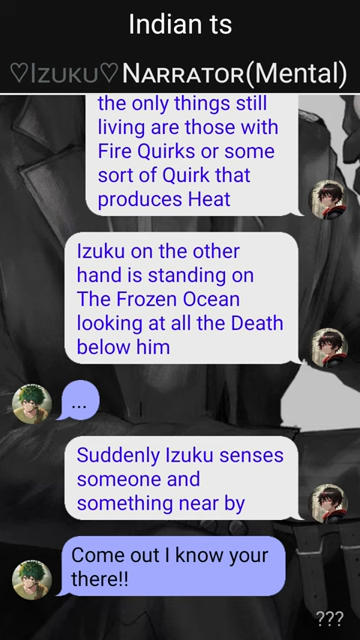 Indian ts
♡Izuku♡ Narrator(Mental)
the only things still
living are those with
Fire Quirks or some
sort of Quirk that
produces Heat
Izuku on the other
hand is standing on
The Frozen Ocean
looking at all the Death
below him
...
Suddenly Izuku senses
someone and
something near by
Come out I know your
there!!
???